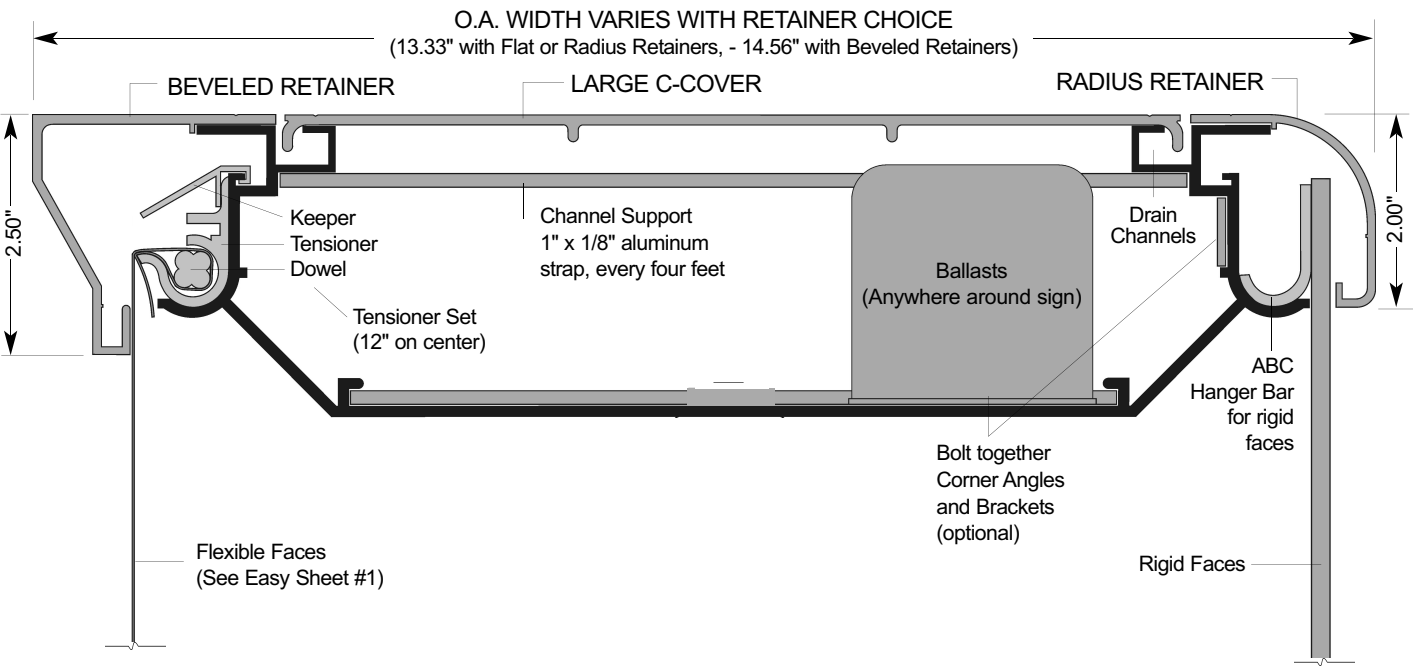 O.A. WIDTH VARIES WITH RETAINER CHOICE
(13.33" with Flat or Radius Retainers, - 14.56" with Beveled Retainers)
BEVELED RETAINER
LARGE C-COVER
RADIUS RETAINER
2.50"
2.00"
Keeper
Tensioner
Dowel
Channel Support
1" x 1/8" aluminum
strap, every four feet
Drain
Channels
Ballasts
(Anywhere around sign)
Tensioner Set
(12" on center)
ABC
Hanger Bar
for rigid
faces
Bolt together
Corner Angles
and Brackets
(optional)
Flexible Faces
(See Easy Sheet #1)
Rigid Faces